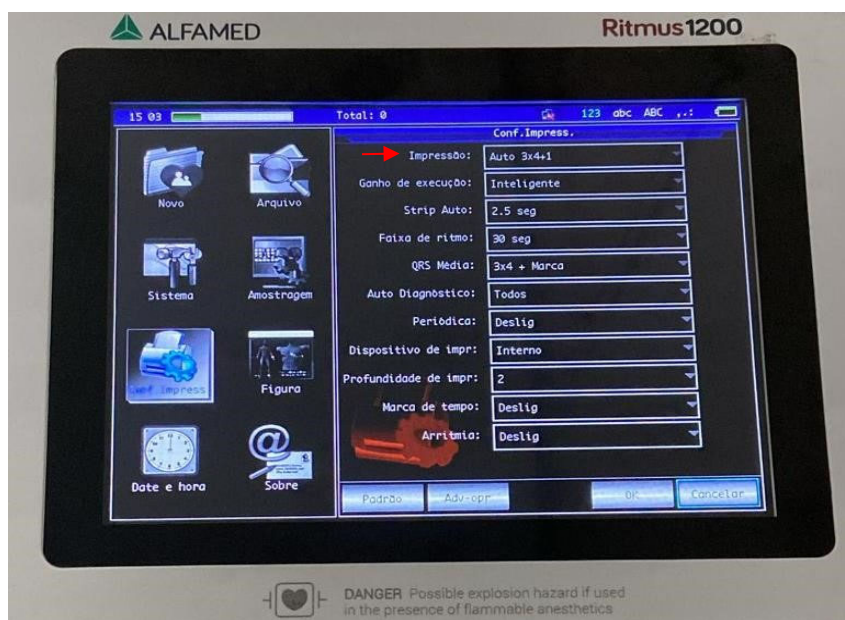 ALFAMED
Ritmus1200
15 03
Total: 0
123 abc ABC ,.:
Novo
Arquivo
Sistema
Amostragem
Conf Impress
Figura
Date e hora
Sobre
Conf.Impress.
Impressão: Auto 3x4+1
Ganho de execução: Inteligente
Strip Auto: 2.5 seg
Faixa de ritmo: 30 seg
QRS Média: 3x4 + Marca
Auto Diagnóstico: Todos
Periódica: Deslig
Dispositivo de impr: Interno
Profundidade de impr: 2
Marca de tempo: Deslig
Arritmia: Deslig
Padrão
Adv-opr
OK
Cancelar
DANGER Possible explosion hazard if used
in the presence of flammable anesthetics